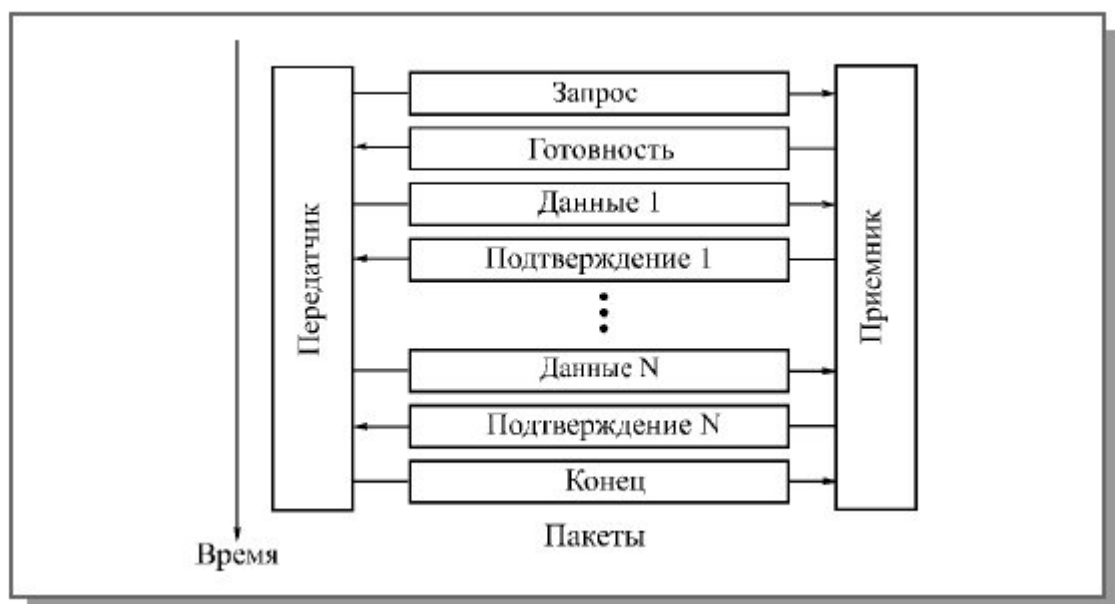 Запрос
Готовность
Данные 1
Подтверждение 1
Данные N
Подтверждение N
Конец
Передатчик
Приемник
Пакеты
Время